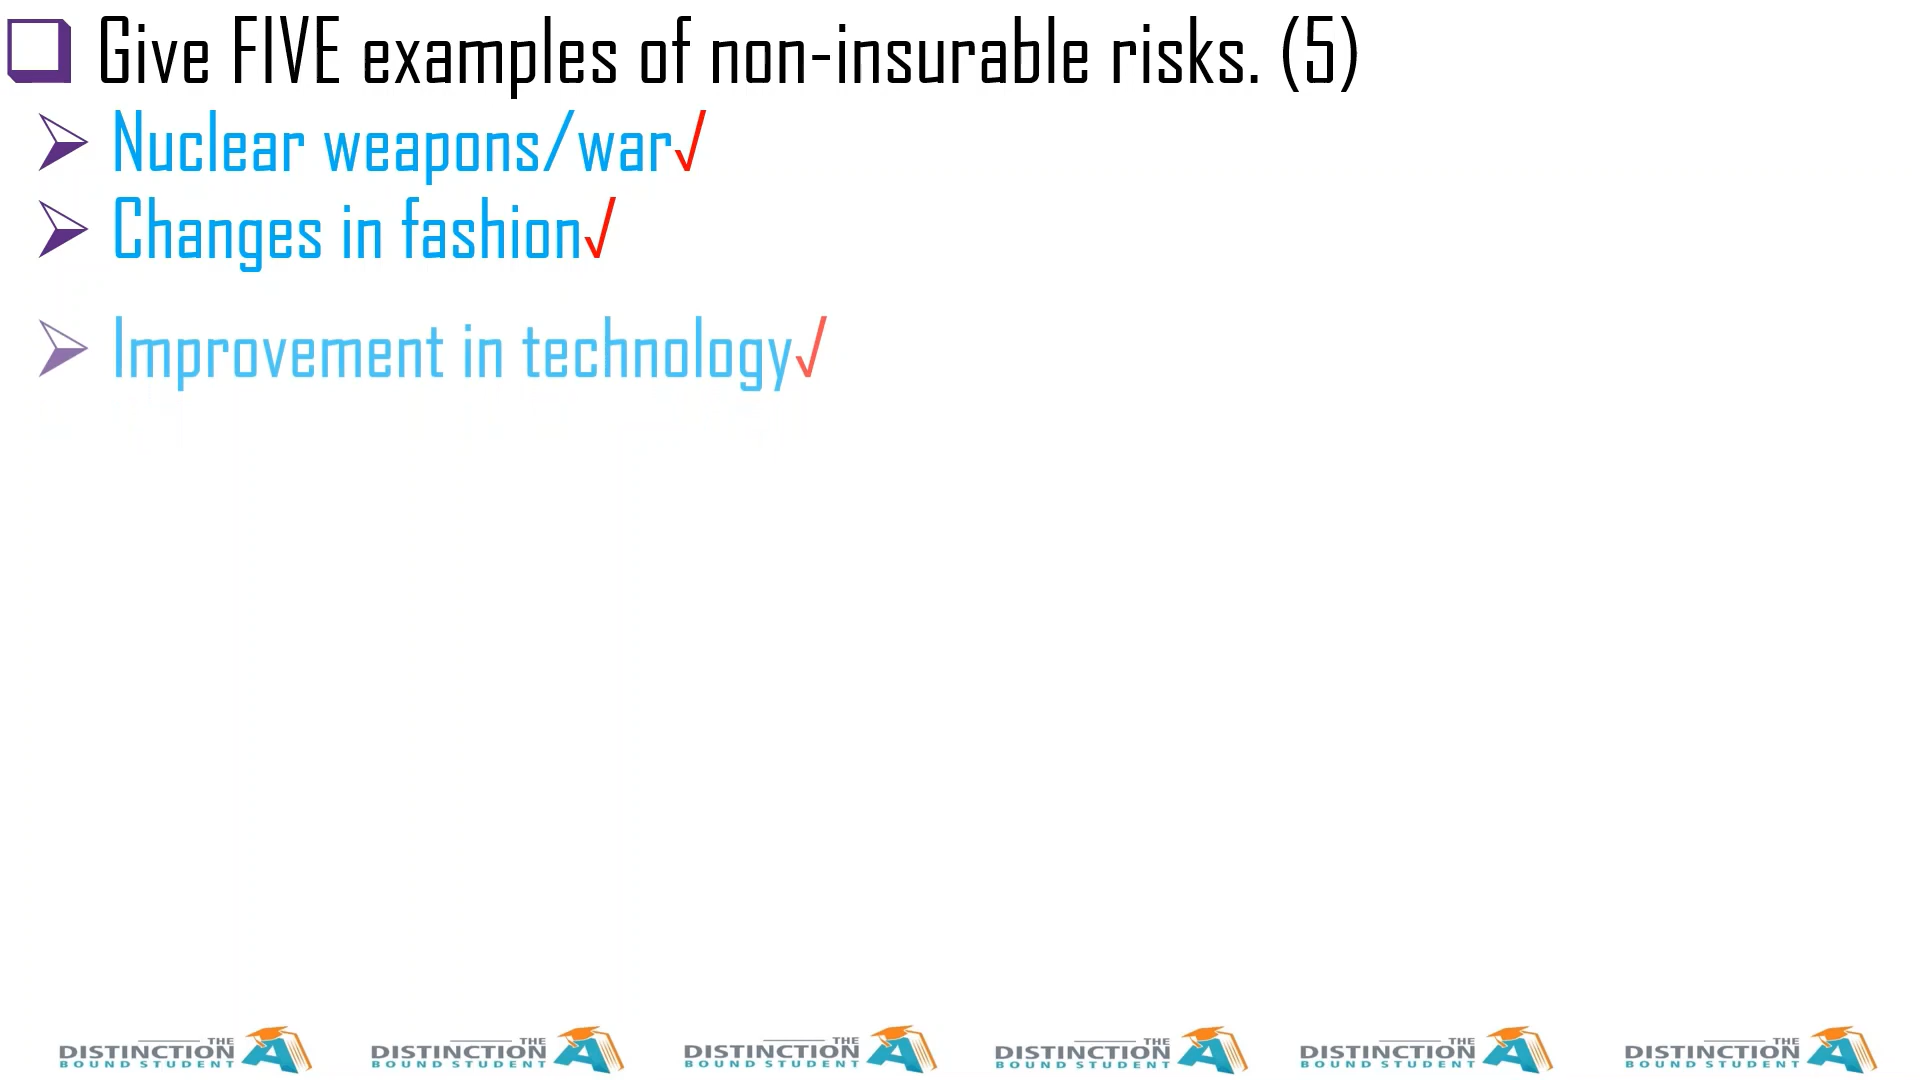 Give FIVE examples of non-insurable risks. (5)
Nuclear weapons/war√
Changes in fashion√
Improvement in technology√
THE DISTINCTION BOUND STUDENT
THE DISTINCTION BOUND STUDENT
THE DISTINCTION BOUND STUDENT
THE DISTINCTION BOUND STUDENT
THE DISTINCTION BOUND STUDENT
THE DISTINCTION BOUND STUDENT